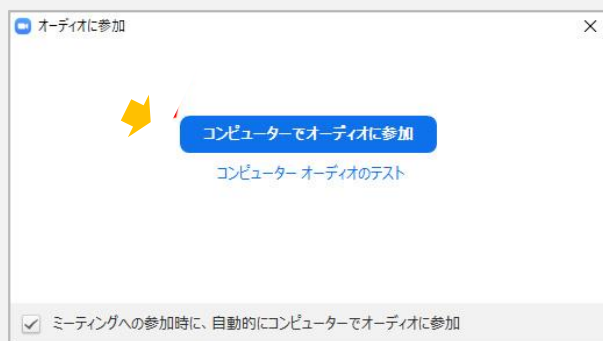 オーディオに参加
コンピューターでオーディオに参加
コンピューター オーディオのテスト
ミーティングへの参加時に、自動的にコンピューターでオーディオに参加